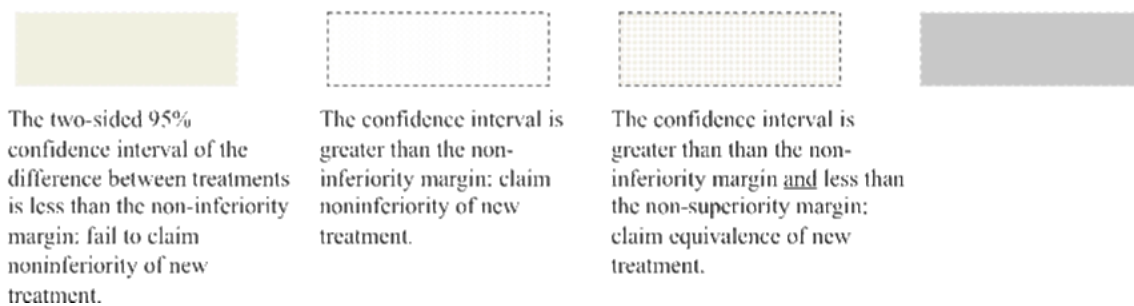 The two-sided 95%
confidence interval of the
difference between treatments
is less than the non-inferiority
margin: fail to claim
noninferiority of new
treatment.
The confidence interval is
greater than the non-
inferiority margin: claim
noninferiority of new
treatment.
The confidence interval is
greater than than the non-
inferiority margin and less than
the non-superiority margin:
claim equivalence of new
treatment.